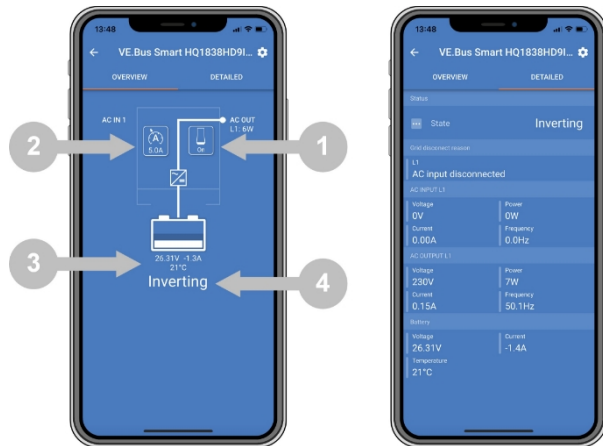 13:48
VE.Bus Smart HQ1838HD9I...
OVERVIEW DETAILED
AC IN 1
AC OUT
L1: 6W
A
5.0A
On
2
1
3
4
26.31V -1.3A
21°C
Inverting
13:48
VE.Bus Smart HQ1838HD9I...
OVERVIEW DETAILED
Status
State Inverting
Grid disconnect reason
L1
AC input disconnected
AC INPUT L1
Voltage Power
0V 0W
Current Frequency
0.00A 0.0Hz
AC OUTPUT L1
Voltage Power
230V 7W
Current Frequency
0.15A 50.1Hz
Battery
Voltage Current
26.31V -1.4A
Temperature
21°C